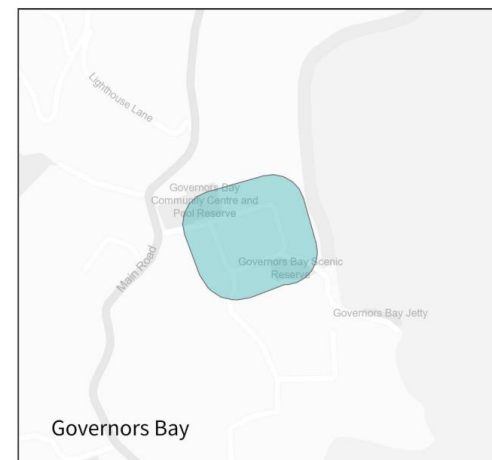 Lighthouse Lane
Governors Bay
Community Centre and
Pool Reserve
Main Road
Governors Bay Scenic
Reserve
Governors Bay Jetty
Governors Bay